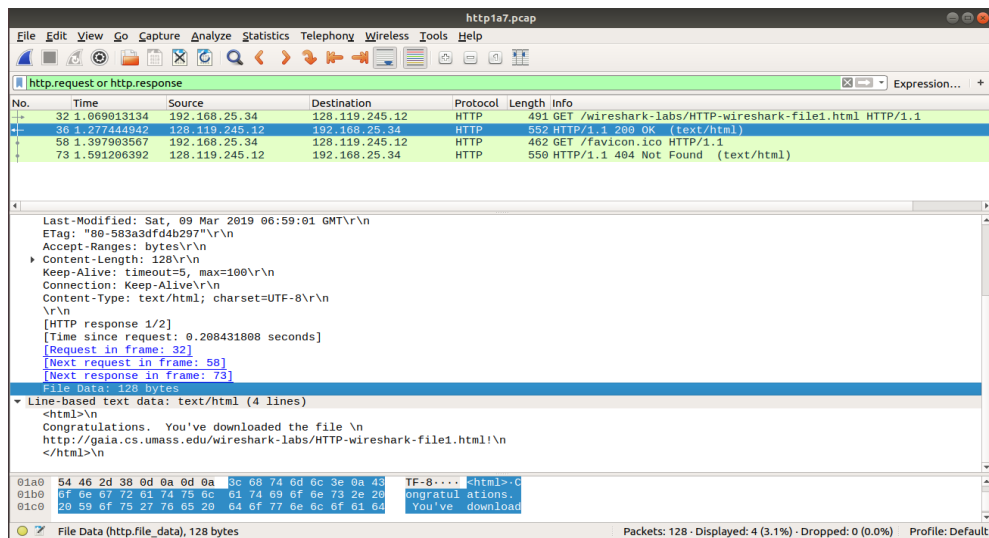 http1a7.pcap
File Edit View Go Capture Analyze Statistics Telephony Wireless Tools Help
http.request or http.response Expression... +
No. Time Source Destination Protocol Length Info
32 1.069013134 192.168.25.34 128.119.245.12 HTTP 491 GET /wireshark-labs/HTTP-wireshark-file1.html HTTP/1.1
36 1.277444942 128.119.245.12 192.168.25.34 HTTP 552 HTTP/1.1 200 OK (text/html)
58 1.397903567 192.168.25.34 128.119.245.12 HTTP 462 GET /favicon.ico HTTP/1.1
73 1.591206392 128.119.245.12 192.168.25.34 HTTP 550 HTTP/1.1 404 Not Found (text/html)
Last-Modified: Sat, 09 Mar 2019 06:59:01 GMT\r\n
ETag: "80-583a3dfd4b297"\r\n
Accept-Ranges: bytes\r\n
Content-Length: 128\r\n
Keep-Alive: timeout=5, max=100\r\n
Connection: Keep-Alive\r\n
Content-Type: text/html; charset=UTF-8\r\n
\r\n
[HTTP response 1/2]
[Time since request: 0.208431808 seconds]
[Request in frame: 32]
[Next request in frame: 58]
[Next response in frame: 73]
File Data: 128 bytes
Line-based text data: text/html (4 lines)
<html>\n
Congratulations. You've downloaded the file \n
http://gaia.cs.umass.edu/wireshark-labs/HTTP-wireshark-file1.html!\n
</html>\n
01a0 54 46 2d 38 0d 0a 0d 0a 3c 68 74 6d 6c 3e 0a 43 TF-8···· <html>·C
01b0 6f 6e 67 72 61 74 75 6c 61 74 69 6f 6e 73 2e 20 ongratul ations.
01c0 20 59 6f 75 27 76 65 20 64 6f 77 6e 6c 6f 61 64 You've download
File Data (http.file_data), 128 bytes Packets: 128 · Displayed: 4 (3.1%) · Dropped: 0 (0.0%) Profile: Default